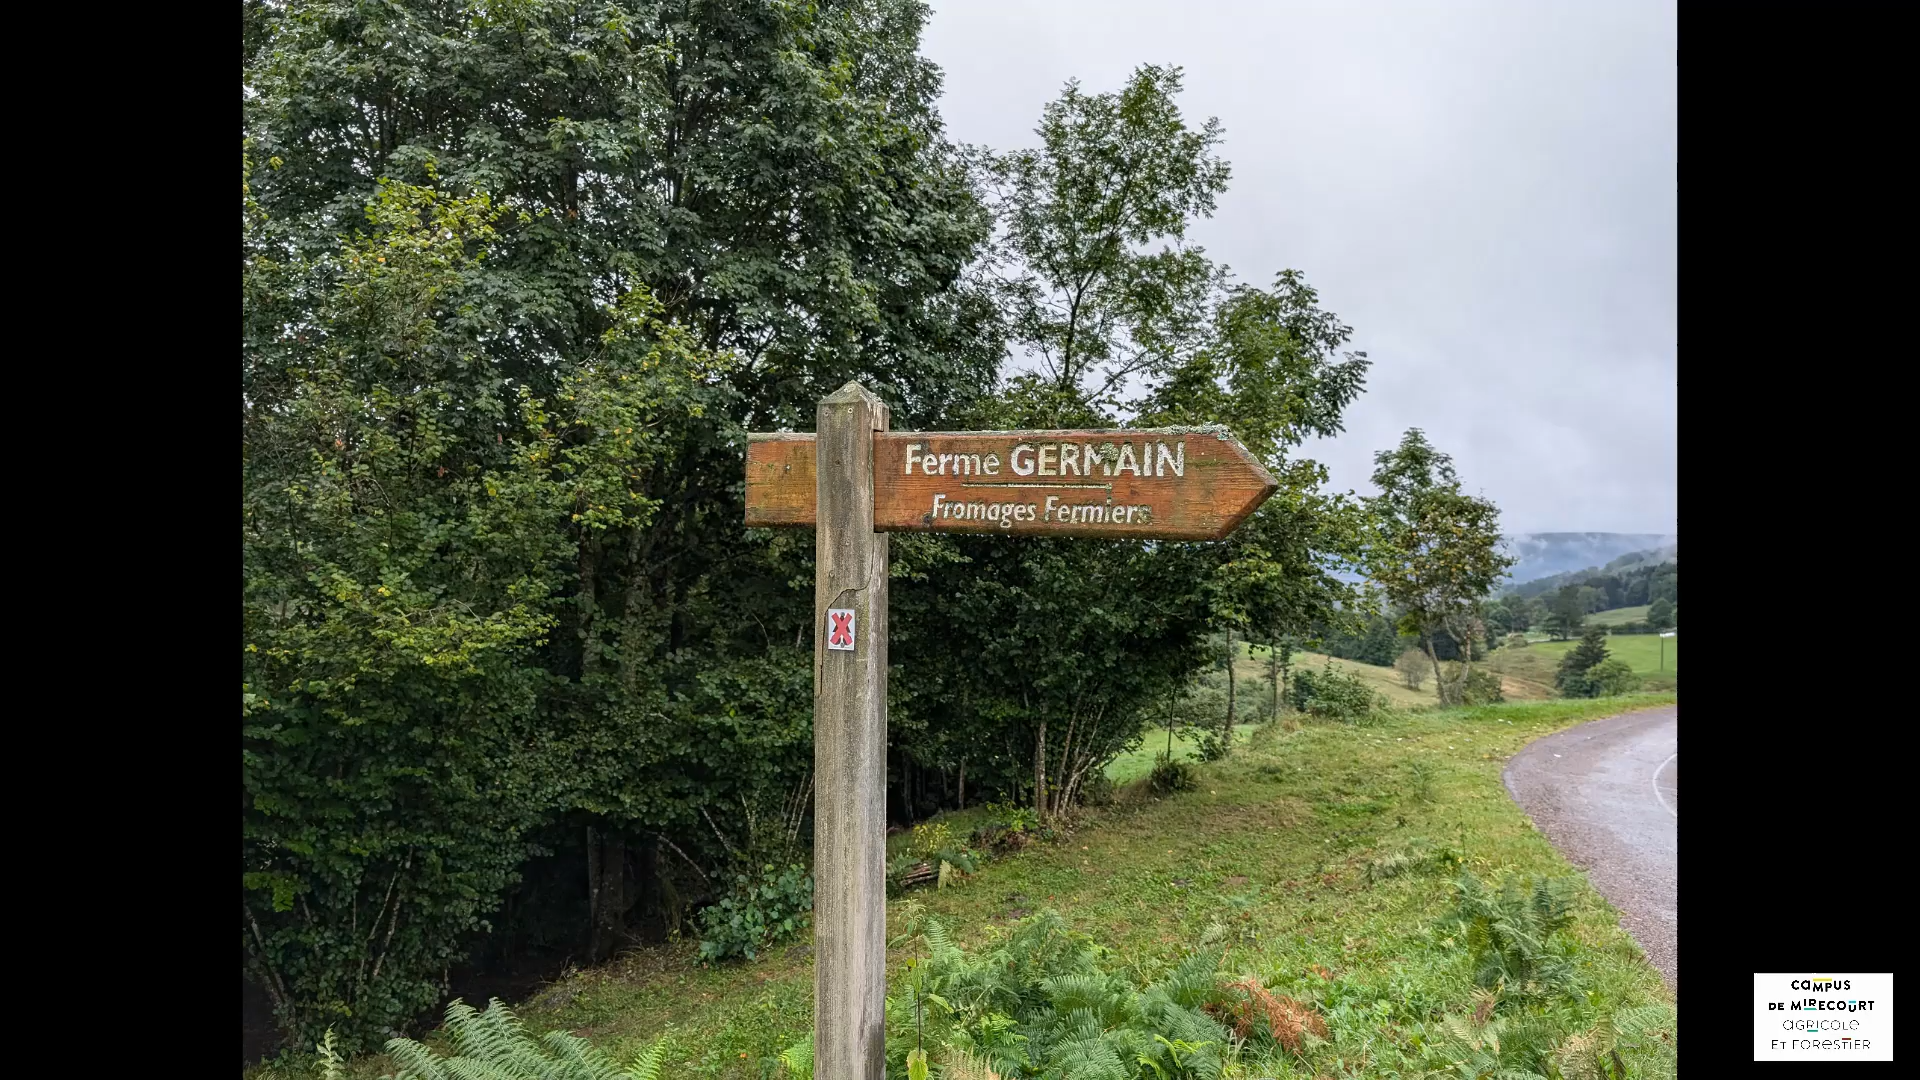 Ferme GERMAIN
Fromages Fermiers
CAMPUS
DE MIRECOURT
AGRICOLE
ET FORESTIER